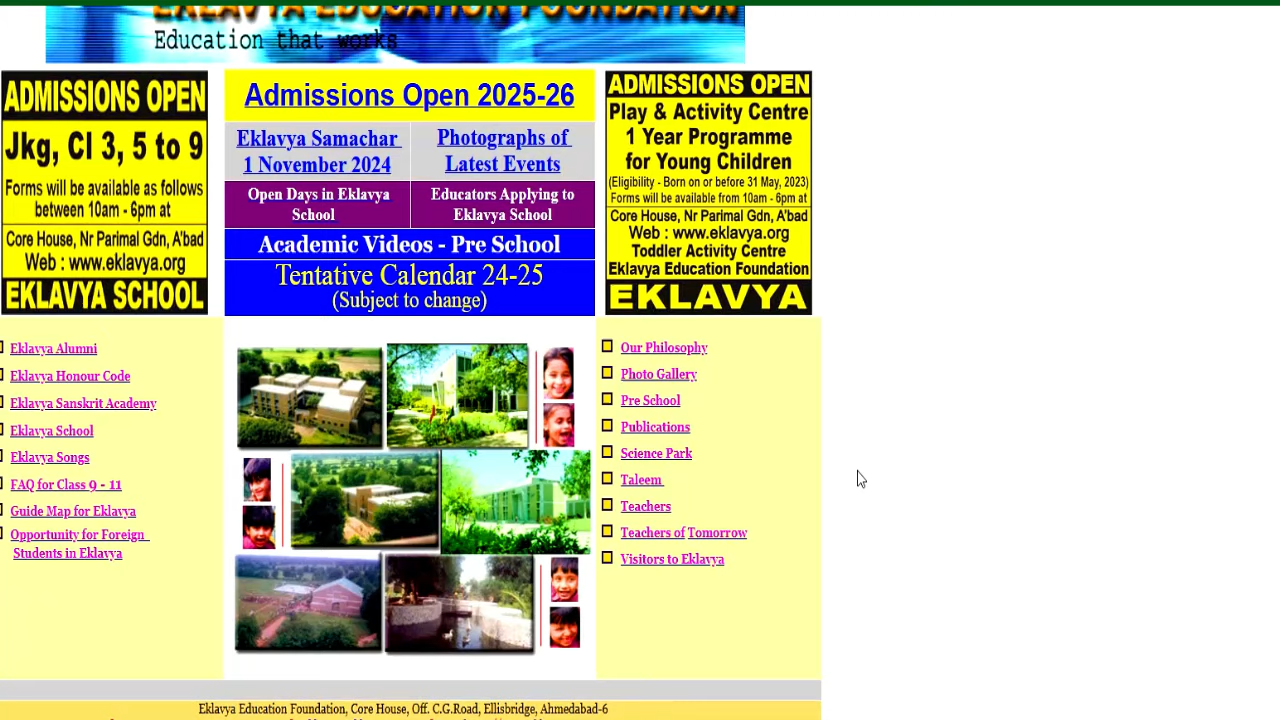 EKLAVYA EDUCATION FOUNDATION
Education that works
ADMISSIONS OPEN
Jkg, Cl 3, 5 to 9
Forms will be available as follows
between 10am - 6pm at
Core House, Nr Parimal Gdn, A'bad
Web : www.eklavya.org
EKLAVYA SCHOOL
Admissions Open 2025-26
Eklavya Samachar
1 November 2024
Photographs of
Latest Events
Open Days in Eklavya
School
Educators Applying to
Eklavya School
Academic Videos - Pre School
Tentative Calendar 24-25
(Subject to change)
ADMISSIONS OPEN
Play & Activity Centre
1 Year Programme
for Young Children
(Eligibility - Born on or before 31 May, 2023)
Forms will be available from 10am - 6pm at
Core House, Nr Parimal Gdn, A'bad
Web : www.eklavya.org
Toddler Activity Centre
Eklavya Education Foundation
EKLAVYA
Eklavya Alumni
Eklavya Honour Code
Eklavya Sanskrit Academy
Eklavya School
Eklavya Songs
FAQ for Class 9 - 11
Guide Map for Eklavya
Opportunity for Foreign
Students in Eklavya
Our Philosophy
Photo Gallery
Pre School
Publications
Science Park
Taleem
Teachers
Teachers of Tomorrow
Visitors to Eklavya
Eklavya Education Foundation, Core House, Off. C.G.Road, Ellisbridge, Ahmedabad-6